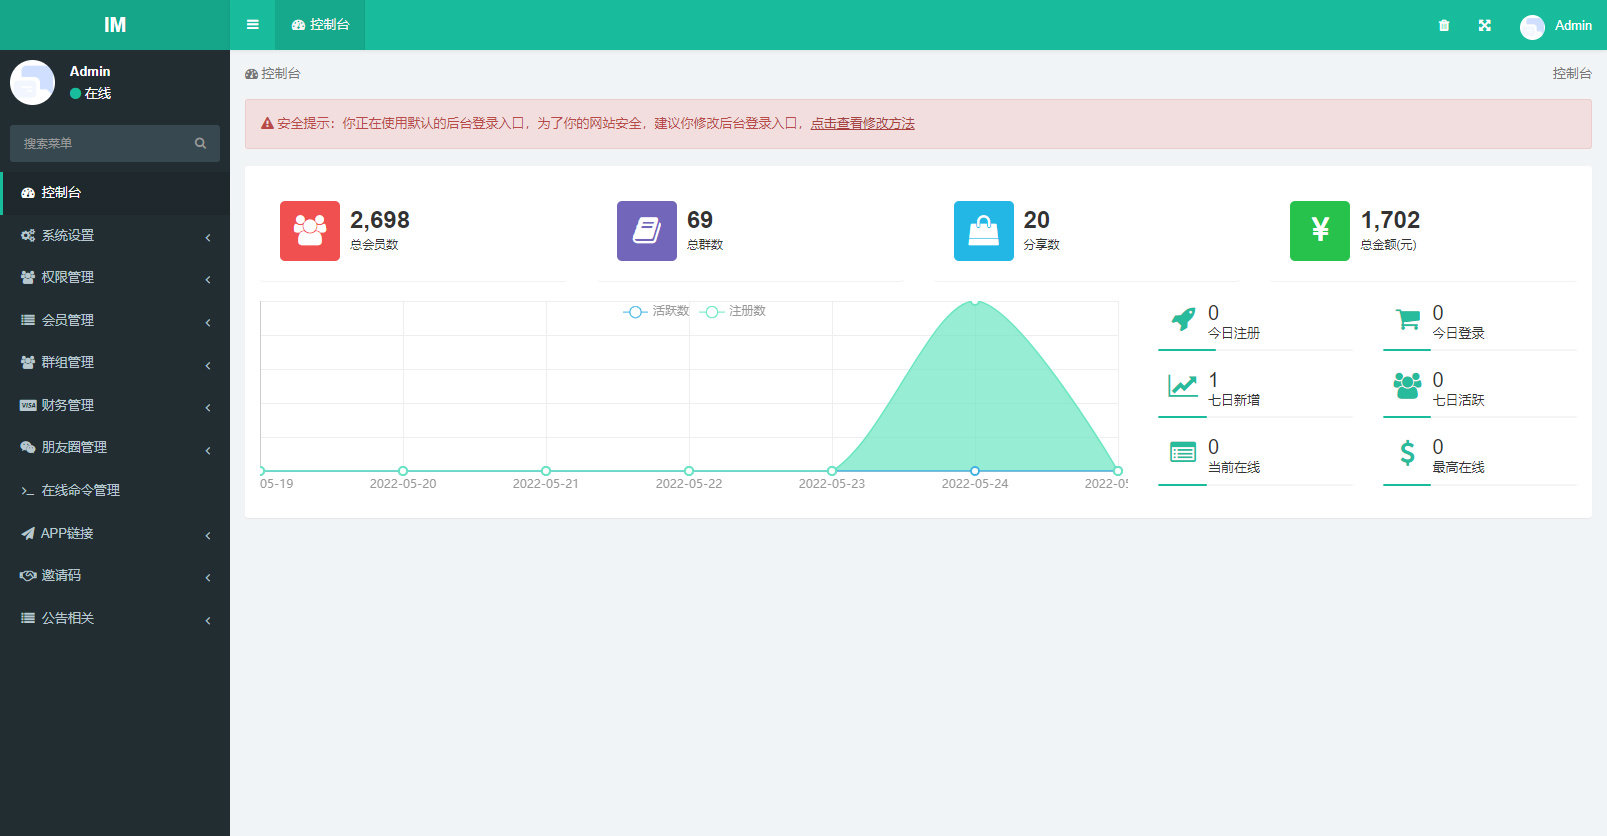 IM
控制台
Admin
Admin
在线
搜索菜单
控制台
系统设置
权限管理
会员管理
群组管理
财务管理
朋友圈管理
在线命令管理
APP链接
邀请码
公告相关
控制台
控制台
安全提示：你正在使用默认的后台登录入口，为了你的网站安全，建议你修改后台登录入口，点击查看修改方法
2,698
总会员数
69
总群数
20
分享数
¥
1,702
总金额(元)
活跃数
注册数
05-19
2022-05-20
2022-05-21
2022-05-22
2022-05-23
2022-05-24
2022-05
0
今日注册
0
今日登录
1
七日新增
0
七日活跃
0
当前在线
$
0
最高在线